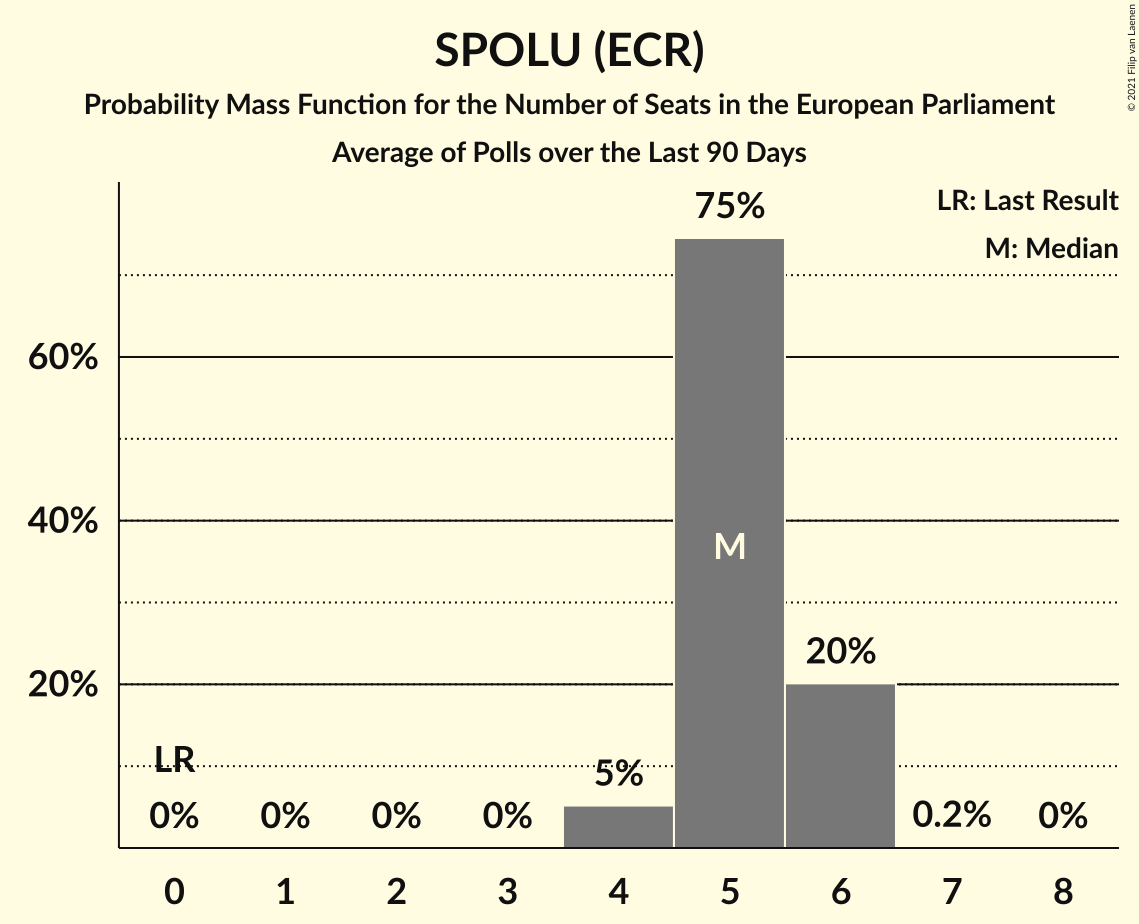 SPOLU (ECR)
Probability Mass Function for the Number of Seats in the European Parliament
Average of Polls over the Last 90 Days
© 2021 Filip van Laenen
LR: Last Result
M: Median
75%
60%
40%
M
20%
20%
LR
5%
0% 0% 0% 0% 0.2% 0%
0 1 2 3 4 5 6 7 8